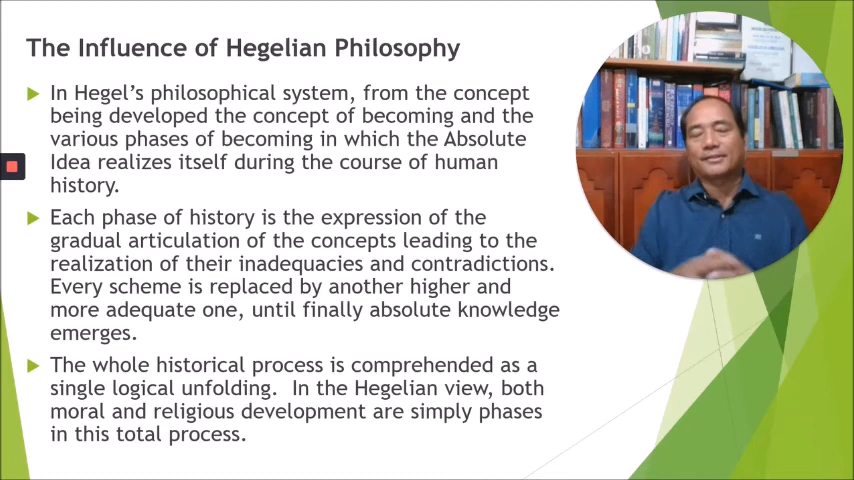 The Influence of Hegelian Philosophy
In Hegel's philosophical system, from the concept
being developed the concept of becoming and the
various phases of becoming in which the Absolute
Idea realizes itself during the course of human
history.
Each phase of history is the expression of the
gradual articulation of the concepts leading to the
realization of their inadequacies and contradictions.
Every scheme is replaced by another higher and
more adequate one, until finally absolute knowledge
emerges.
The whole historical process is comprehended as a
single logical unfolding.  In the Hegelian view, both
moral and religious development are simply phases
in this total process.